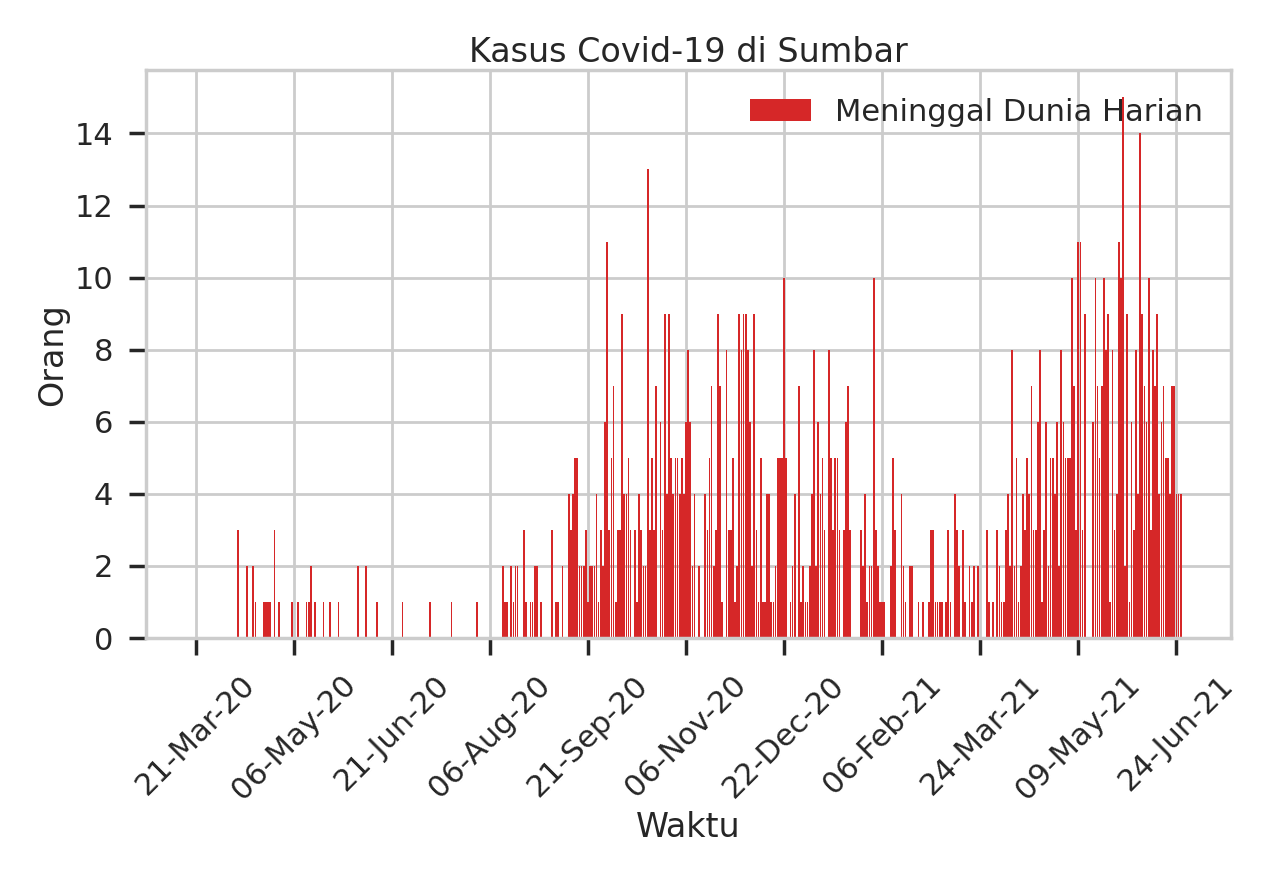 Kasus Covid-19 di Sumbar
Meninggal Dunia Harian
Orang
14
12
10
8
6
4
2
0
21-Mar-20
06-May-20
21-Jun-20
06-Aug-20
21-Sep-20
06-Nov-20
22-Dec-20
06-Feb-21
24-Mar-21
09-May-21
24-Jun-21
Waktu